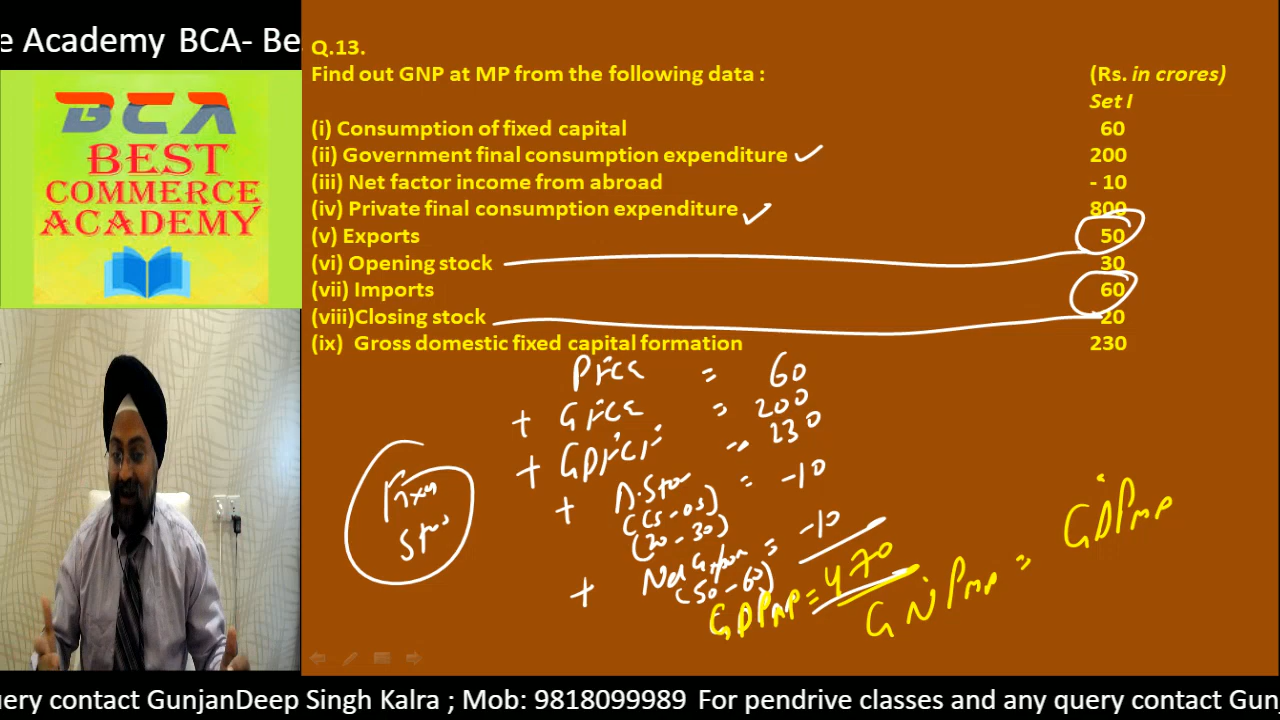 e Academy BCA- Be
BCA
BEST
COMMERCE
ACADEMY
Q.13.
Find out GNP at MP from the following data : (Rs. in crores)
Set I
(i) Consumption of fixed capital 60
(ii) Government final consumption expenditure 200
(iii) Net factor income from abroad - 10
(iv) Private final consumption expenditure 800
(v) Exports 50
(vi) Opening stock 30
(vii) Imports 60
(viii)Closing stock 20
(ix) Gross domestic fixed capital formation 230
PFCE = 60
+ GFCE = 200
+ GDFCF = 230
+ = -10
(CS - OS)
(20 - 30)
+ Net = -10
(50 - 60)
GDPMP = 470
GNPMP = GDPMP
uery contact GunjanDeep Singh Kalra ; Mob: 9818099989 For pendrive classes and any query contact Gun